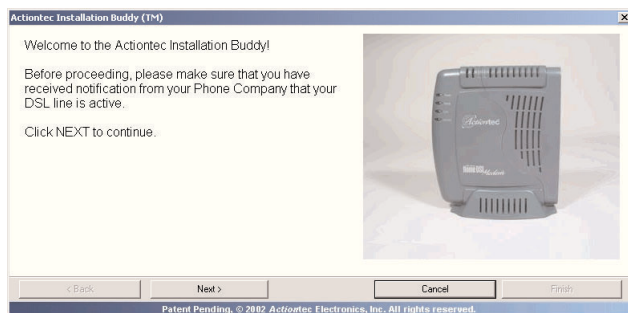 Actiontec Installation Buddy (TM)
Welcome to the Actiontec Installation Buddy!
Before proceeding, please make sure that you have
received notification from your Phone Company that your
DSL line is active.
Click NEXT to continue.
Actiontec
Modem
< Back
Next >
Cancel
Finish
Patent Pending, © 2002 Actiontec Electronics, Inc. All rights reserved.